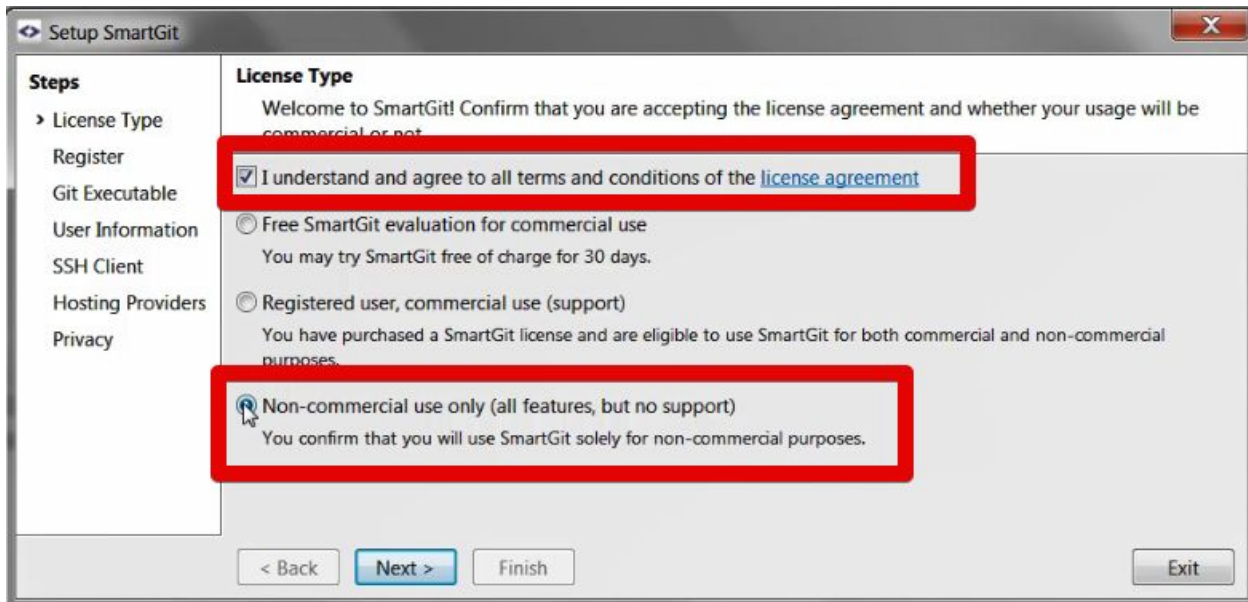 Setup SmartGit
Steps
License Type
Register
Git Executable
User Information
SSH Client
Hosting Providers
Privacy
License Type
Welcome to SmartGit! Confirm that you are accepting the license agreement and whether your usage will be
commercial or not
I understand and agree to all terms and conditions of the license agreement
Free SmartGit evaluation for commercial use
You may try SmartGit free of charge for 30 days.
Registered user, commercial use (support)
You have purchased a SmartGit license and are eligible to use SmartGit for both commercial and non-commercial
purposes.
Non-commercial use only (all features, but no support)
You confirm that you will use SmartGit solely for non-commercial purposes.
< Back
Next >
Finish
Exit